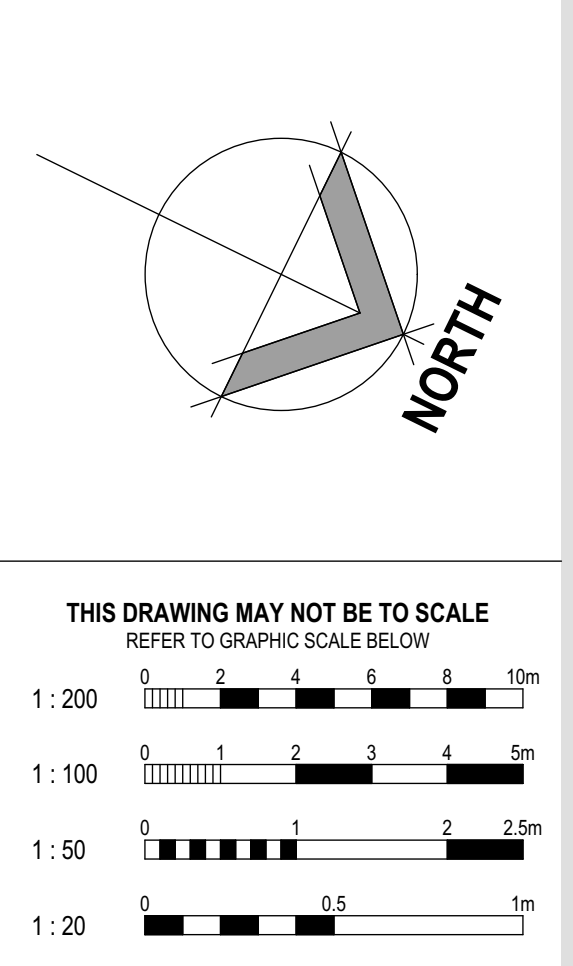 NORTH
THIS DRAWING MAY NOT BE TO SCALE
REFER TO GRAPHIC SCALE BELOW
0 2 4 6 8 10m
1 : 200
0 1 2 3 4 5m
1 : 100
0 1 2 2.5m
1 : 50
0 0.5 1m
1 : 20